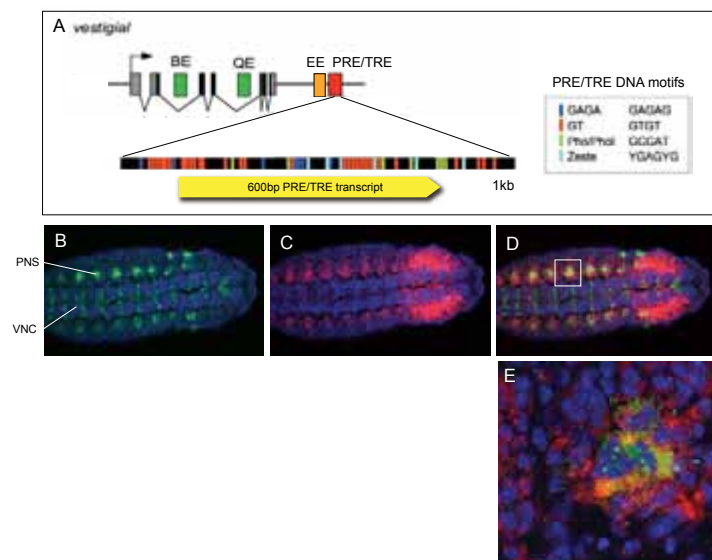 A
vestigial
BE
QE
EE
PRE/TRE
600bp PRE/TRE transcript
1kb
PRE/TRE DNA motifs
GAGA GAGAG
GT GTGT
Pho/Phol GCCAT
Zeste YGAGYG
B
PNS
VNC
C
D
E